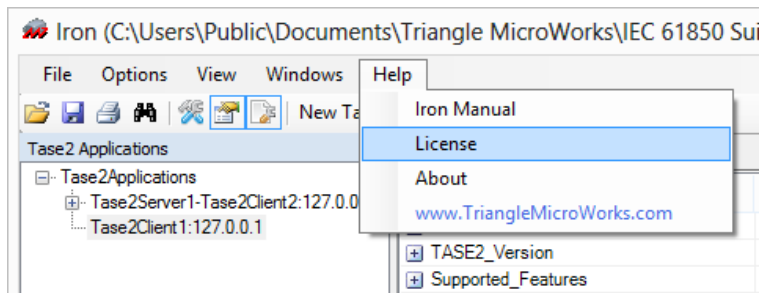 Iron (C:\Users\Public\Documents\Triangle MicroWorks\IEC 61850 Sui
File Options View Windows Help
New Ta
Iron Manual
License
About
www.TriangleMicroWorks.com
Tase2 Applications
Tase2Applications
Tase2Server1-Tase2Client2:127.0.0
Tase2Client1:127.0.0.1
TASE2_Version
Supported_Features